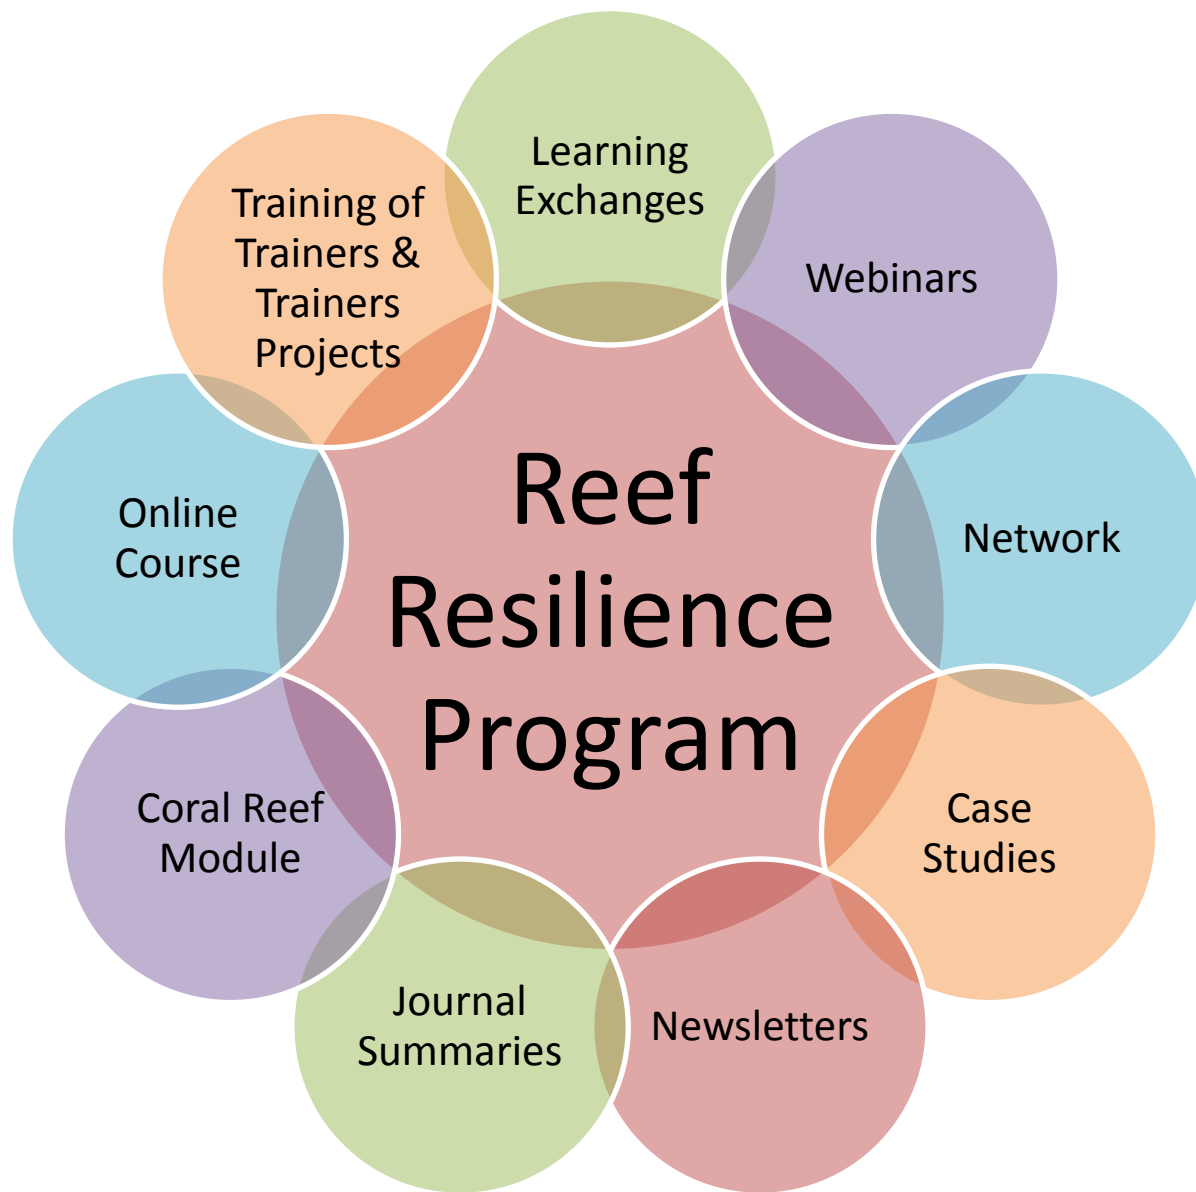 Learning
Exchanges
Webinars
Network
Case
Studies
Newsletters
Journal
Summaries
Coral Reef
Module
Online
Course
Training of
Trainers &
Trainers
Projects
Reef
Resilience
Program